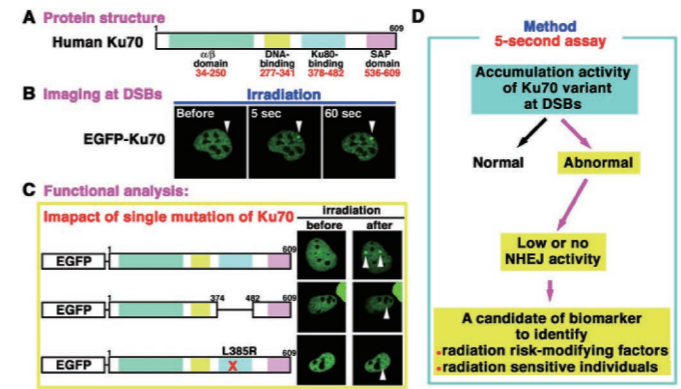 A Protein structure
1 609
Human Ku70
α/β domain 34-250
DNA-binding 277-341
Ku80-binding 378-482
SAP domain 536-609
B Imaging at DSBs
Irradiation
Before 5 sec 60 sec
EGFP-Ku70
C Functional analysis:
Imapact of single mutation of Ku70
irradiation
before after
1 609
EGFP
1 374 482 609
EGFP
L385R
1 609
EGFP
D
Method
5-second assay
Accumulation activity
of Ku70 variant
at DSBs
Normal Abnormal
Low or no
NHEJ activity
A candidate of biomarker
to identify
•radiation risk-modifying factors
•radiation sensitive individuals